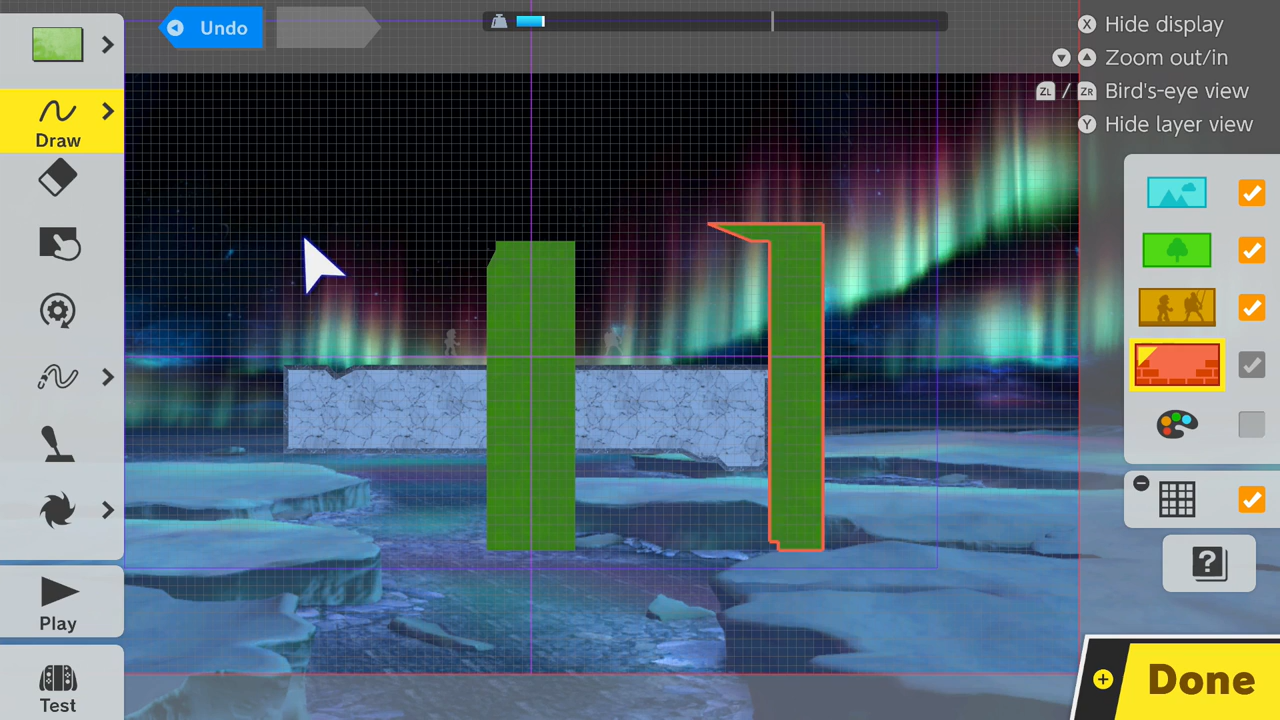 Undo
X Hide display
Zoom out/in
ZL / ZR Bird's-eye view
Y Hide layer view
Draw
?
Play
Test
+ Done